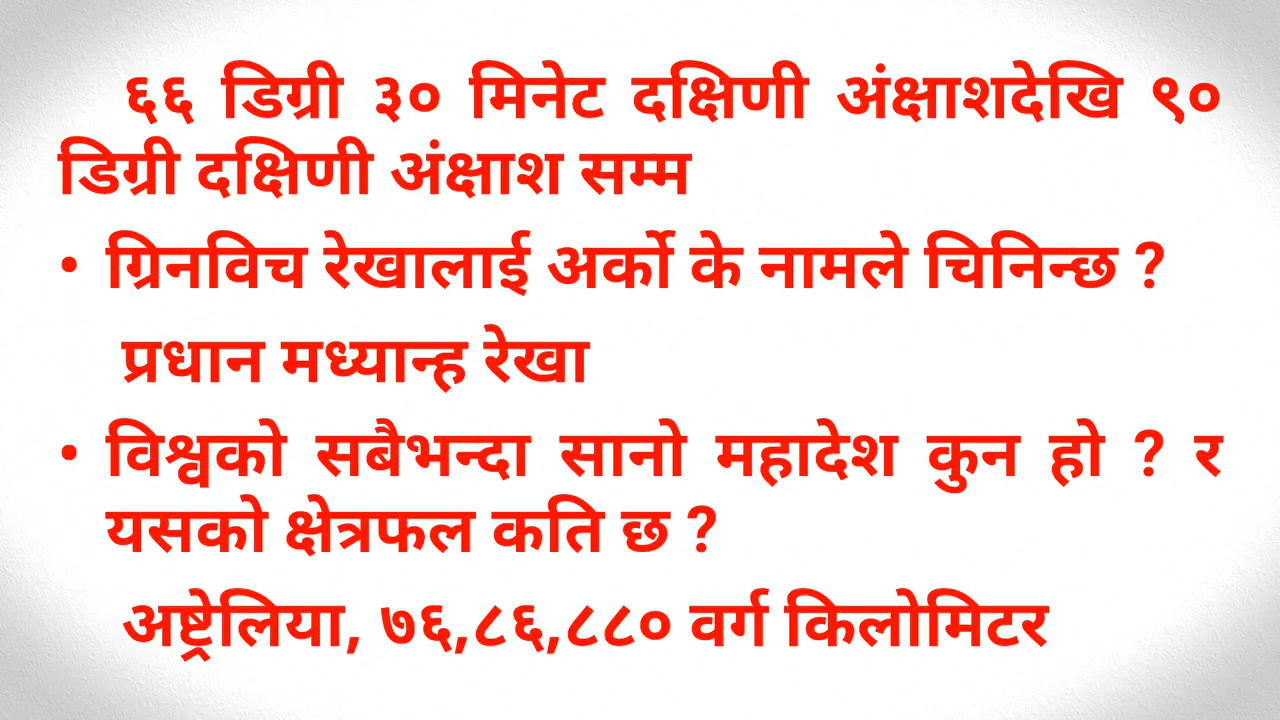 ६६ डिग्री ३० मिनेट दक्षिणी अंक्षाशदेखि ९०
डिग्री दक्षिणी अंक्षाश सम्म
• ग्रिनविच रेखालाई अर्को के नामले चिनिन्छ ?
प्रधान मध्यान्ह रेखा
• विश्वको सबैभन्दा सानो महादेश कुन हो ? र
यसको क्षेत्रफल कति छ ?
अष्ट्रेलिया, ७६,८६,८८० वर्ग किलोमिटर